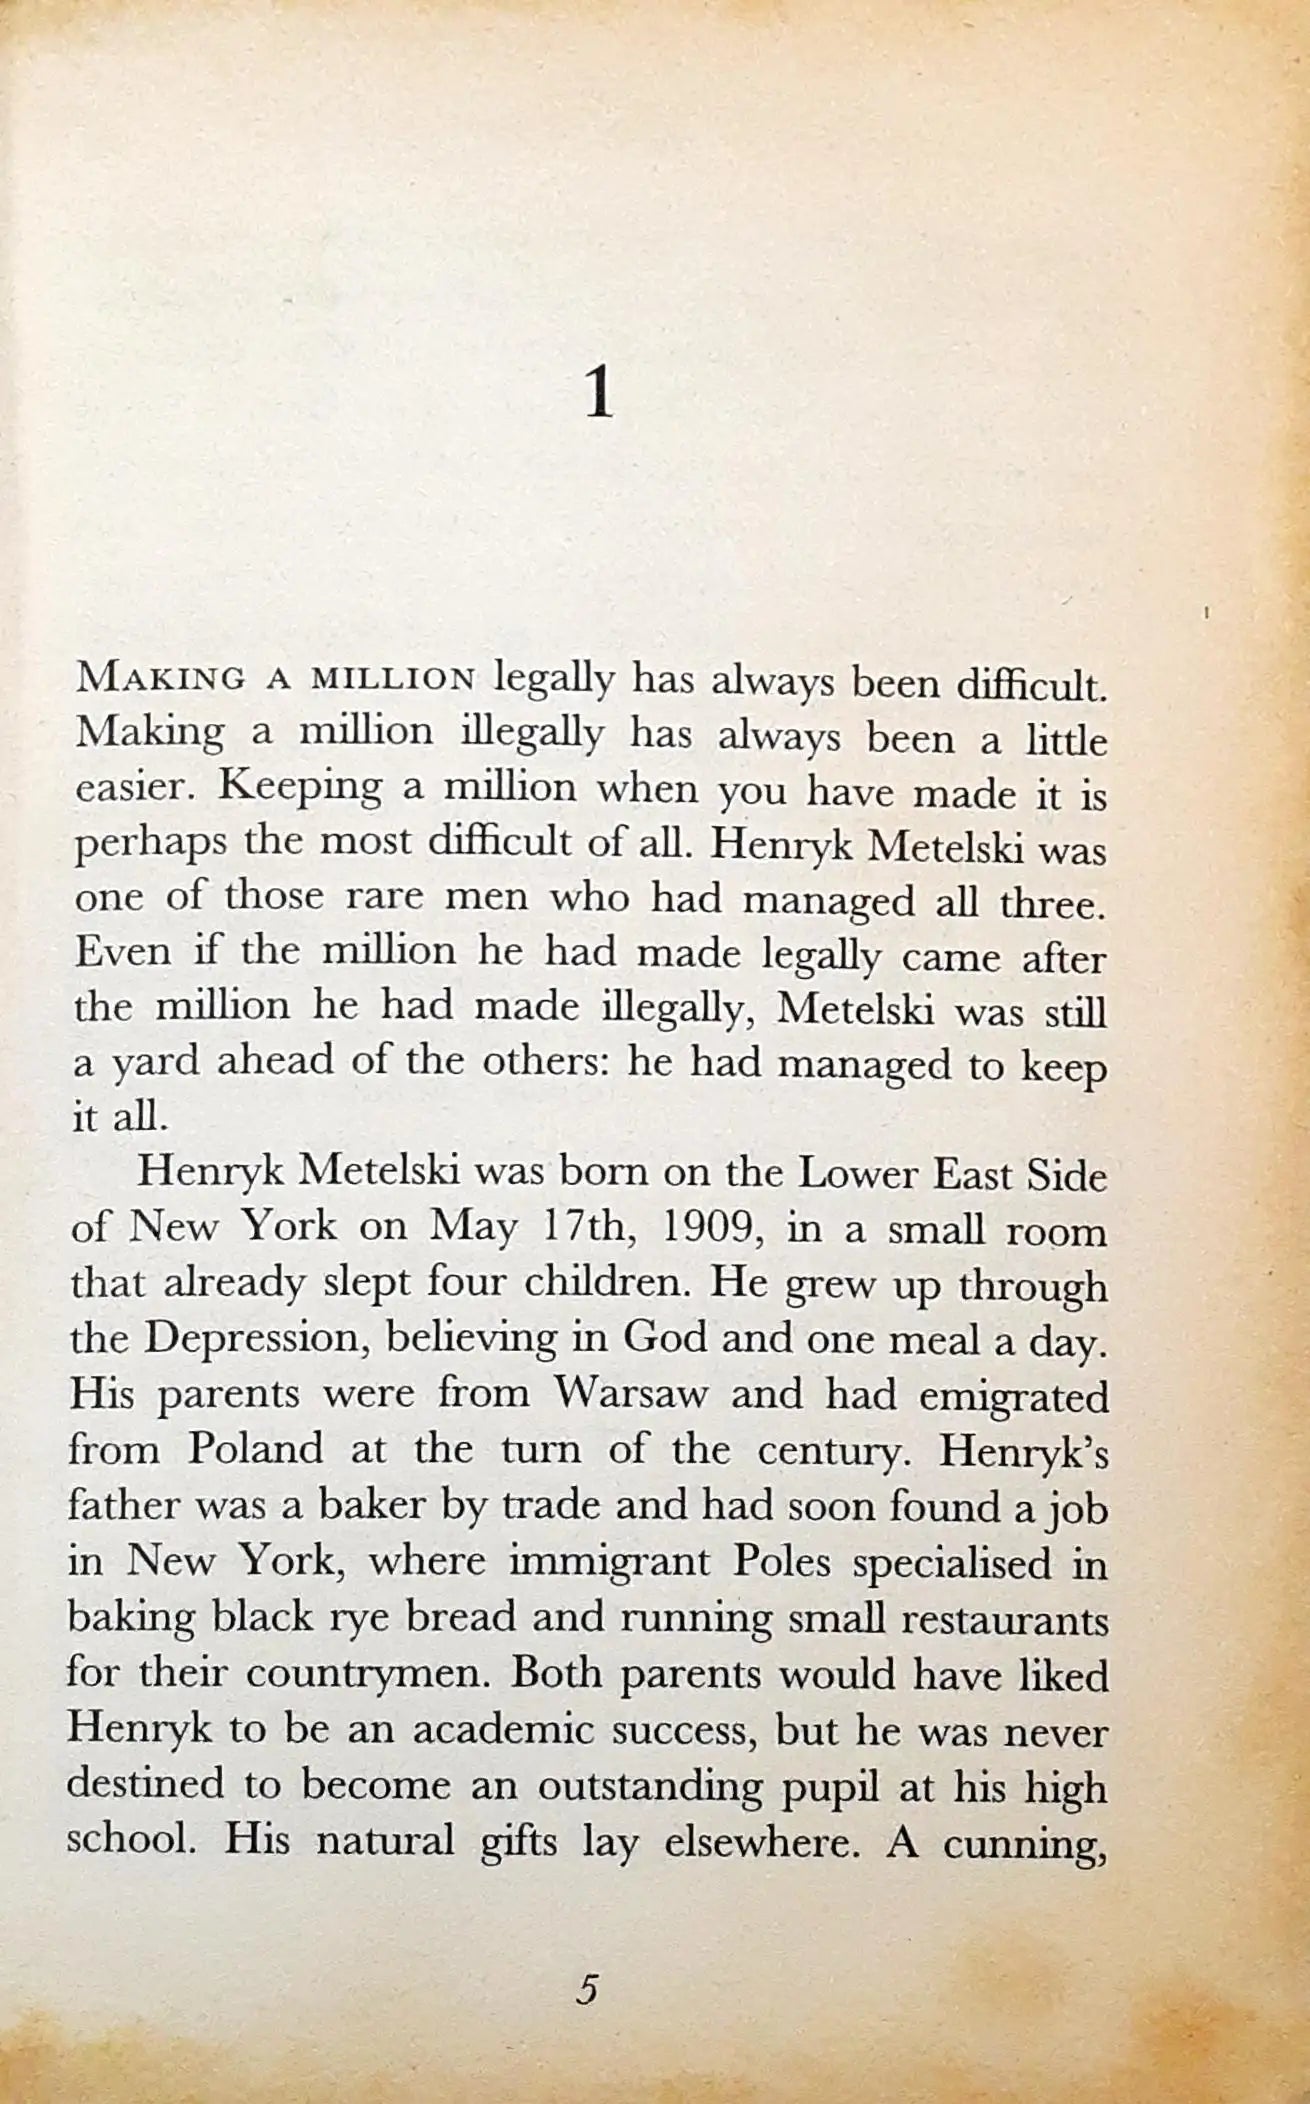 1
MAKING A MILLION legally has always been difficult.
Making a million illegally has always been a little
easier. Keeping a million when you have made it is
perhaps the most difficult of all. Henryk Metelski was
one of those rare men who had managed all three.
Even if the million he had made legally came after
the million he had made illegally, Metelski was still
a yard ahead of the others: he had managed to keep
it all.
Henryk Metelski was born on the Lower East Side
of New York on May 17th, 1909, in a small room
that already slept four children. He grew up through
the Depression, believing in God and one meal a day.
His parents were from Warsaw and had emigrated
from Poland at the turn of the century. Henryk's
father was a baker by trade and had soon found a job
in New York, where immigrant Poles specialised in
baking black rye bread and running small restaurants
for their countrymen. Both parents would have liked
Henryk to be an academic success, but he was never
destined to become an outstanding pupil at his high
school. His natural gifts lay elsewhere. A cunning,
5